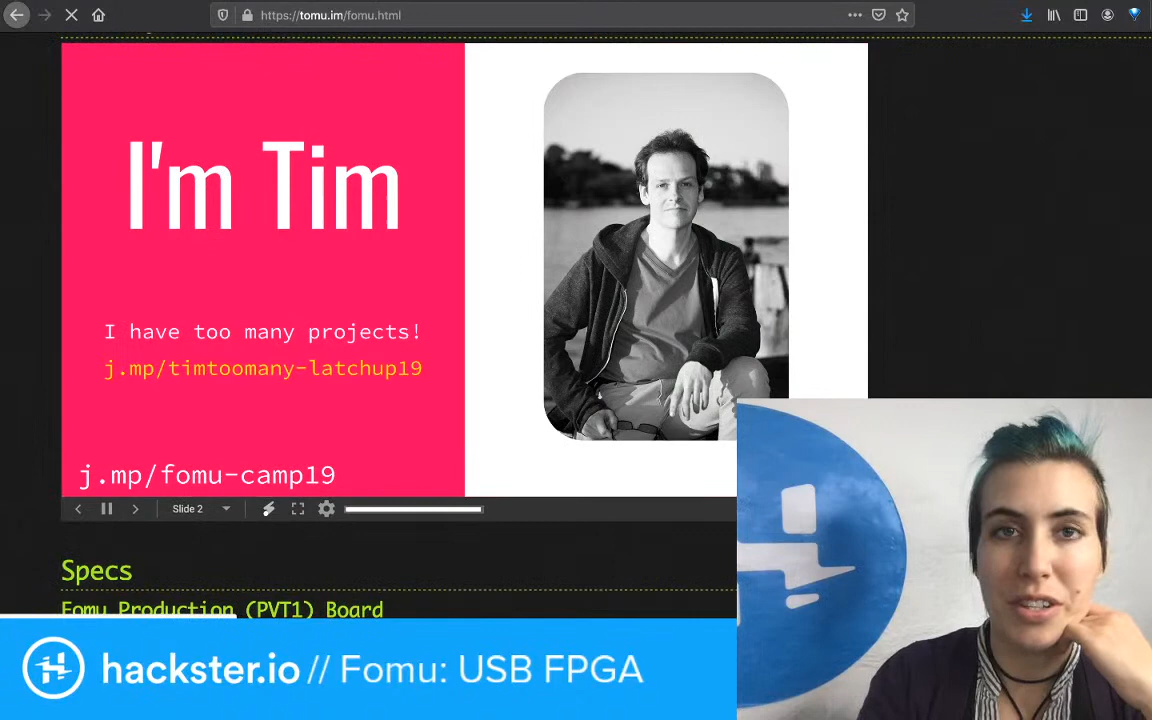 https://tomu.im/fomu.html
I'm Tim
I have too many projects!
j.mp/timtoomany-latchup19
j.mp/fomu-camp19
Slide 2
Specs
Fomu Production (PVT1) Board
hackster.io // Fomu: USB FPGA